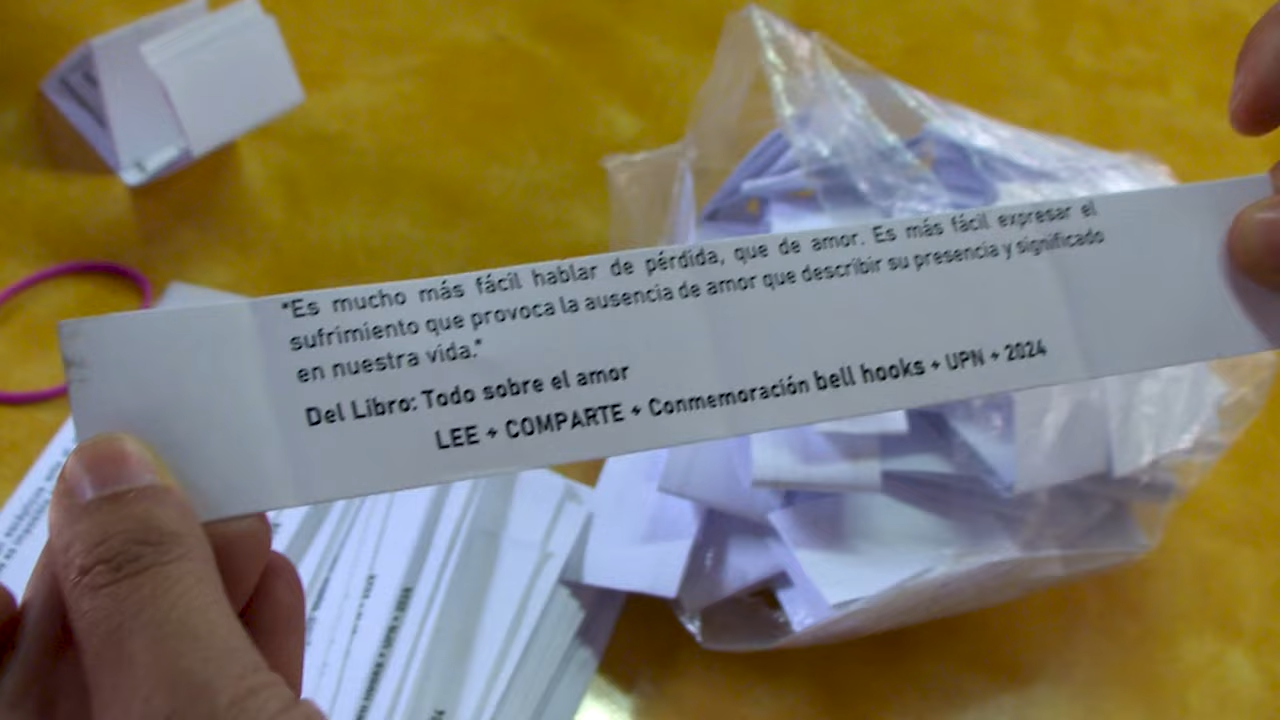 "Es mucho más fácil hablar de pérdida, que de amor. Es más fácil expresar el
sufrimiento que provoca la ausencia de amor que describir su presencia y significado
en nuestra vida."
Del Libro: Todo sobre el amor
LEE + COMPARTE + Conmemoración bell hooks + UPN + 2024